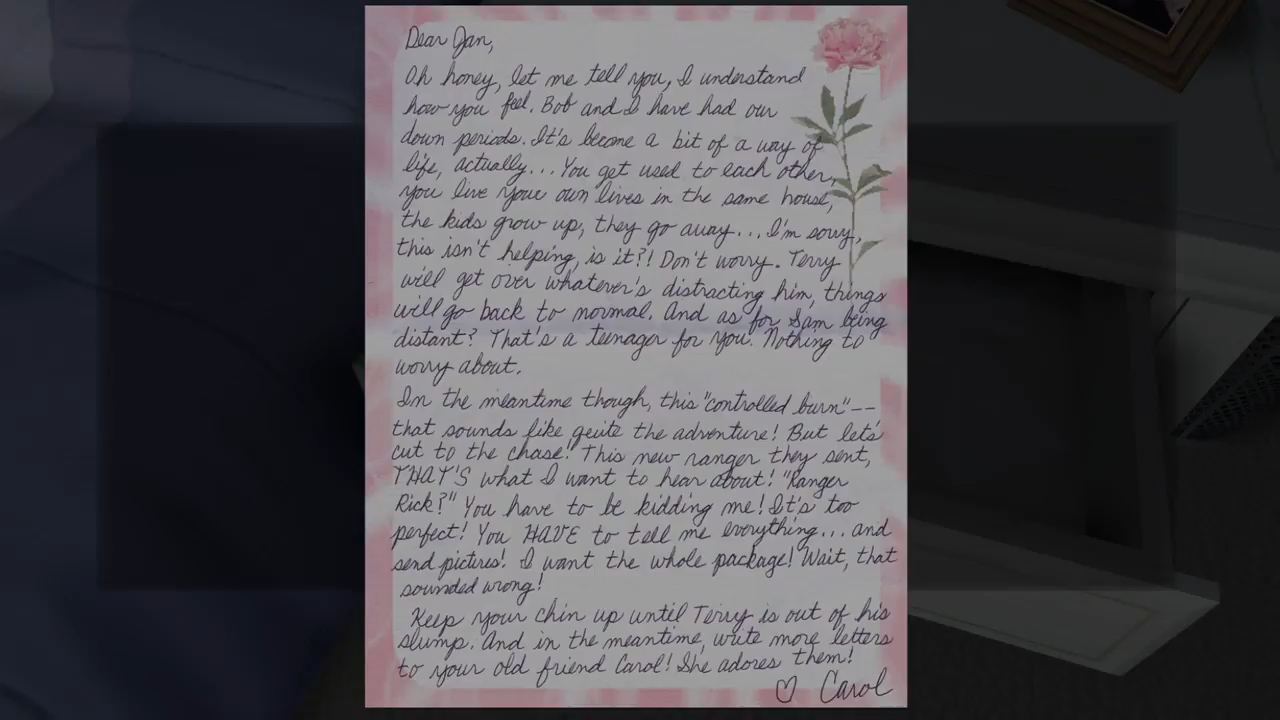 Dear Jan,
Oh honey, let me tell you, I understand
how you feel. Bob and I have had our
down periods. It's become a bit of a way of
life, actually... You get used to each other,
you live your own lives in the same house,
the kids grow up, they go away... I'm sorry,
this isn't helping, is it?! Don't worry. Terry
will get over whatever's distracting him, things
will go back to normal. And as for Sam being
distant? That's a teenager for you. Nothing to
worry about.
In the meantime though, this "controlled burn"--
that sounds like quite the adventure! But let's
cut to the chase! This new ranger they sent,
THAT'S what I want to hear about! "Ranger
Rick?" You have to be kidding me! It's too
perfect! You HAVE to tell me everything... and
send pictures! I want the whole package! Wait, that
sounded wrong!
Keep your chin up until Terry is out of his
slump. And in the meantime, write more letters
to your old friend Carol! She adores them!
♡ Carol